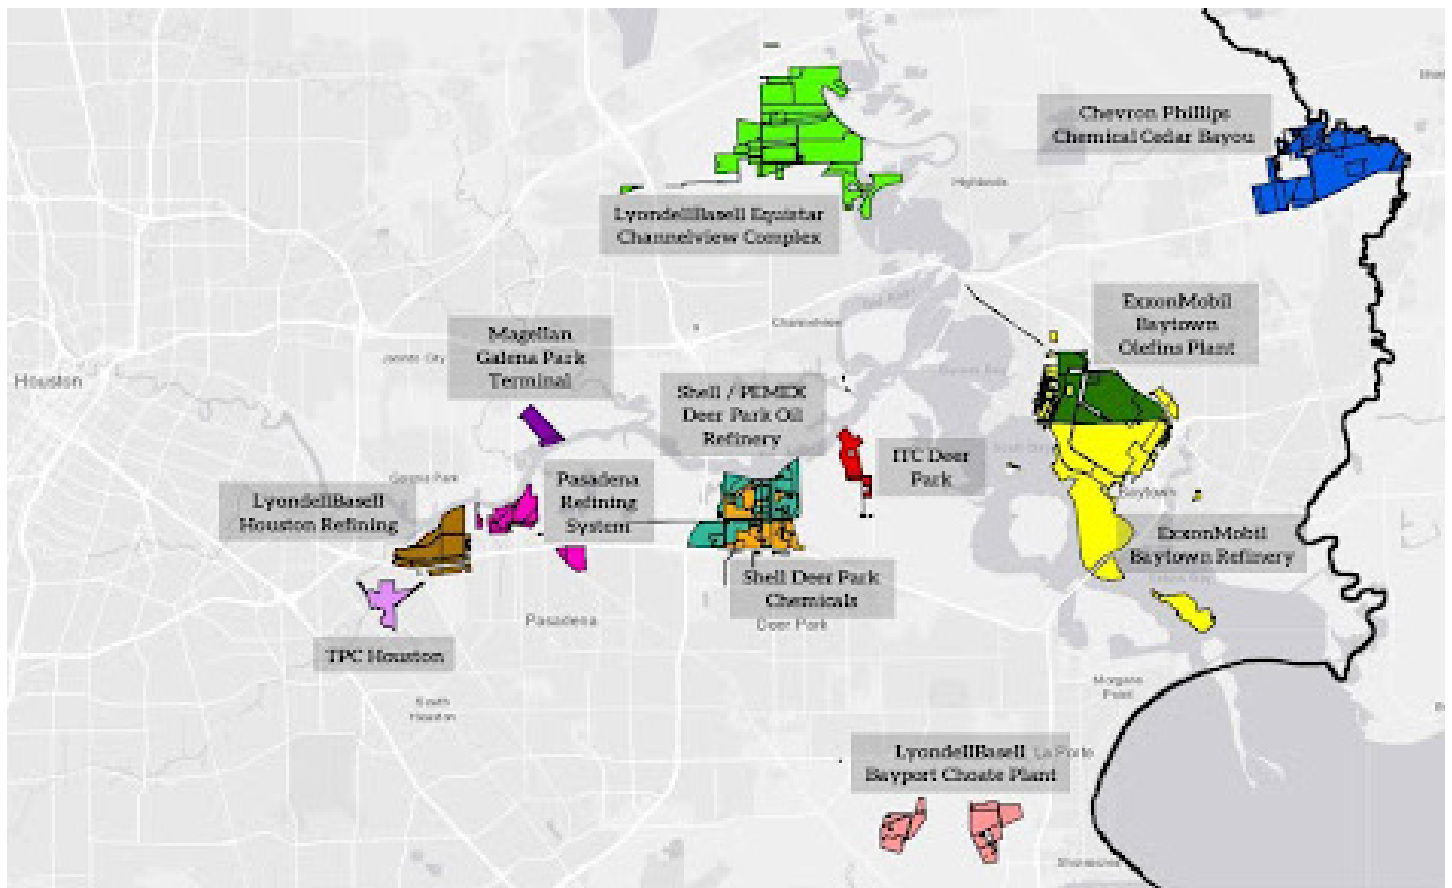 Chevron Phillips
Chemical Cedar Bayou
Highlands
LyondellBasell Equistar
Channelview Complex
ExxonMobil
Baytown
Olefins Plant
Magellan
Galena Park
Terminal
Channelview
Jacinto City
Houston
Shell / PEMEX
Deer Park Oil
Refinery
ITC Deer
Park
Galena Park
Pasadena
Refining
System
LyondellBasell
Houston Refining
Baytown
ExxonMobil
Baytown Refinery
Shell Deer Park
Chemicals
Deer Park
Pasadena
TPC Houston
Morgans
Point
South
Houston
LyondellBasell
Bayport Choate Plant
La Porte